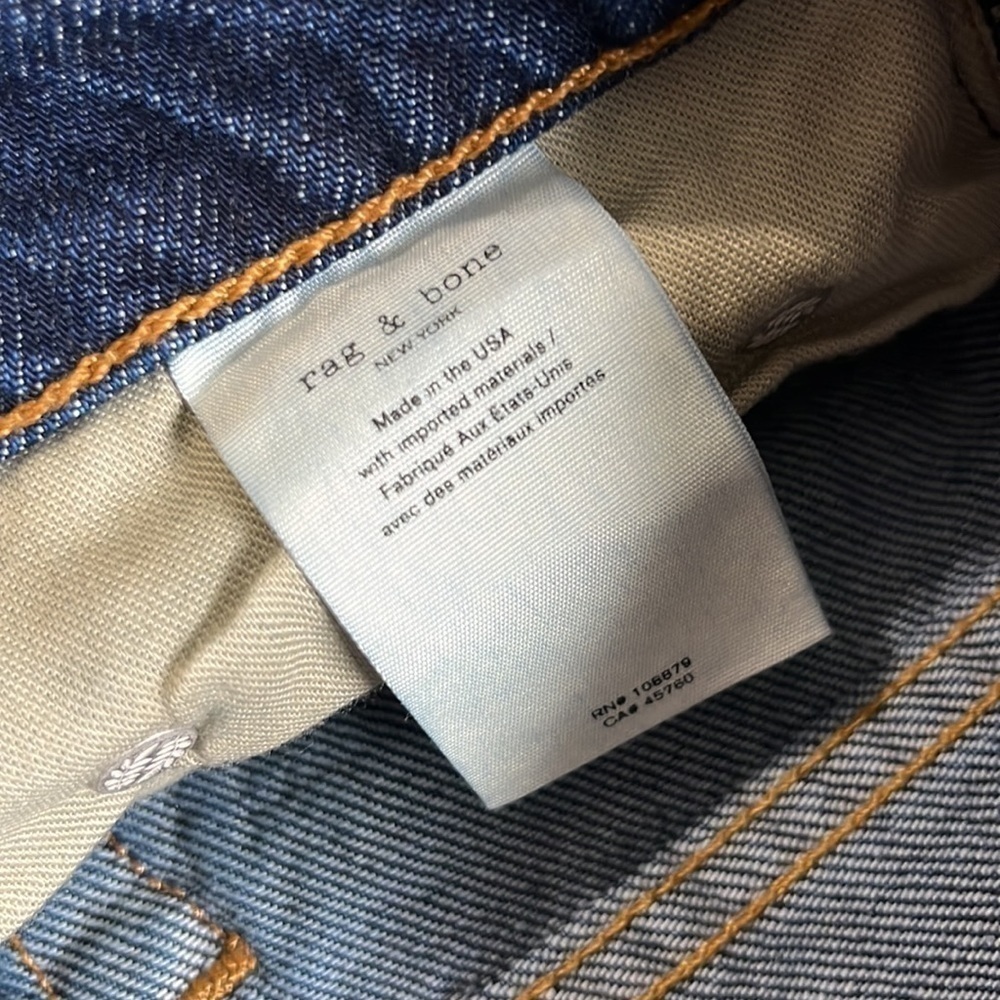 rag & bone
NEW YORK
Made in the USA
with imported materials /
Fabriqué Aux États-Unis
avec des matériaux importés
RN# 108879
CA# 45760